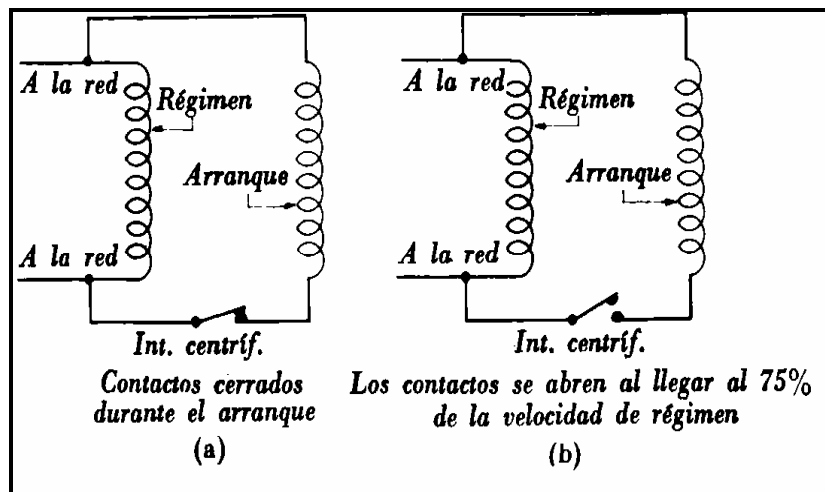 A la red
Régimen
Arranque
A la red
Int. centríf.
Contactos cerrados
durante el arranque
(a)
A la red
Régimen
Arranque
A la red
Int. centríf.
Los contactos se abren al llegar al 75%
de la velocidad de régimen
(b)